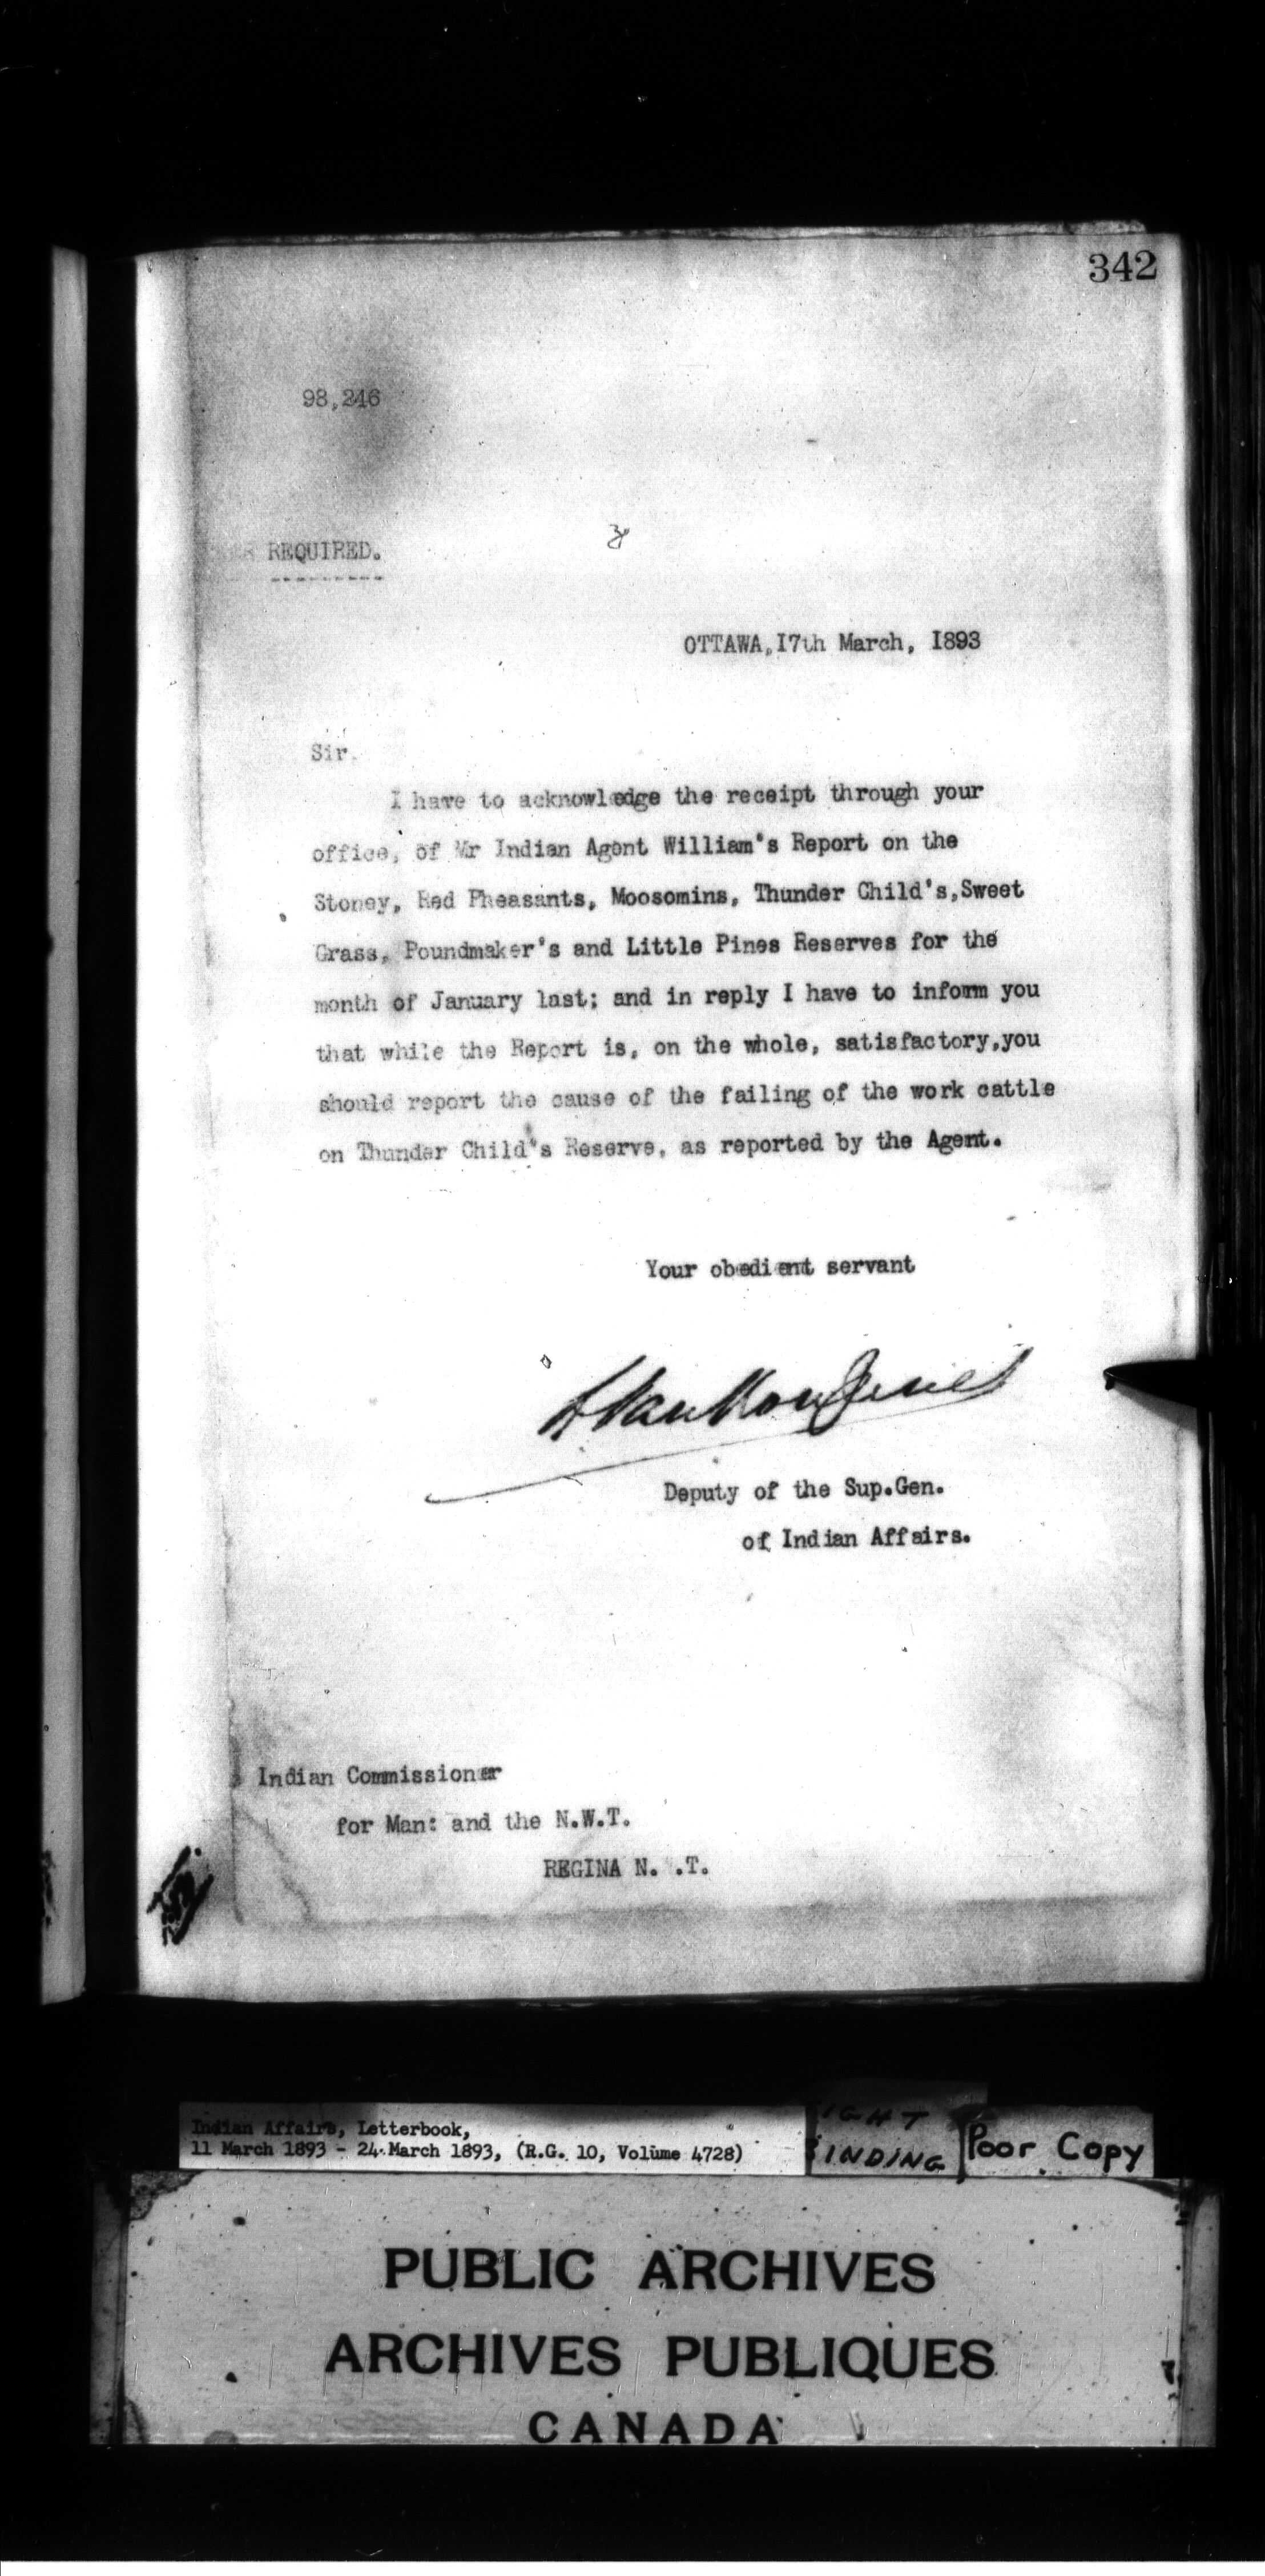 342
98,246
REQUIRED.
OTTAWA, I7th March, I893
Sir.
I have to acknowledge the receipt through your
office, of Mr Indian Agent William's Report on the
Stoney, Red Pheasants, Moosomins, Thunder Child's,Sweet
Grass, Poundmaker's and Little Pines Reserves for the
month of January last; and in reply I have to inform you
that while the Report is, on the whole, satisfactory,you
should report the cause of the failing of the work cattle
on Thunder Child's Reserve, as reported by the Agent.
Your obedient servant
L Vankoughnet
Deputy of the Sup.Gen.
of Indian Affairs.
Indian Commissioner
for Man: and the N.W.T.
REGINA N. .T.
Indian Affairs, Letterbook,
11 March 1893 - 24 March 1893, (R.G. 10, Volume 4728)
IGHT
INDING
Poor Copy
PUBLIC ARCHIVES
ARCHIVES PUBLIQUES
CANADA